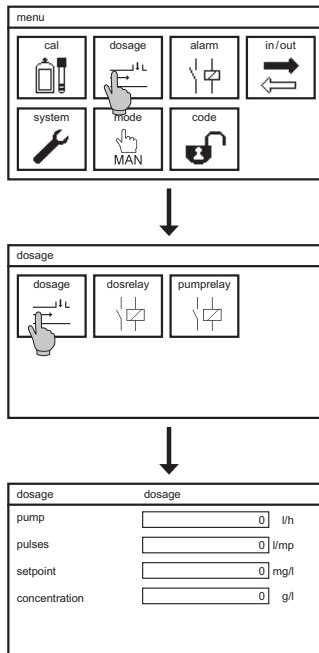 menu
cal dosage alarm in/out
L
system mode code
MAN
dosage
dosage dosrelay pumprelay
L
dosage dosage
pump 0 l/h
pulses 0 l/mp
setpoint 0 mg/l
concentration 0 g/l